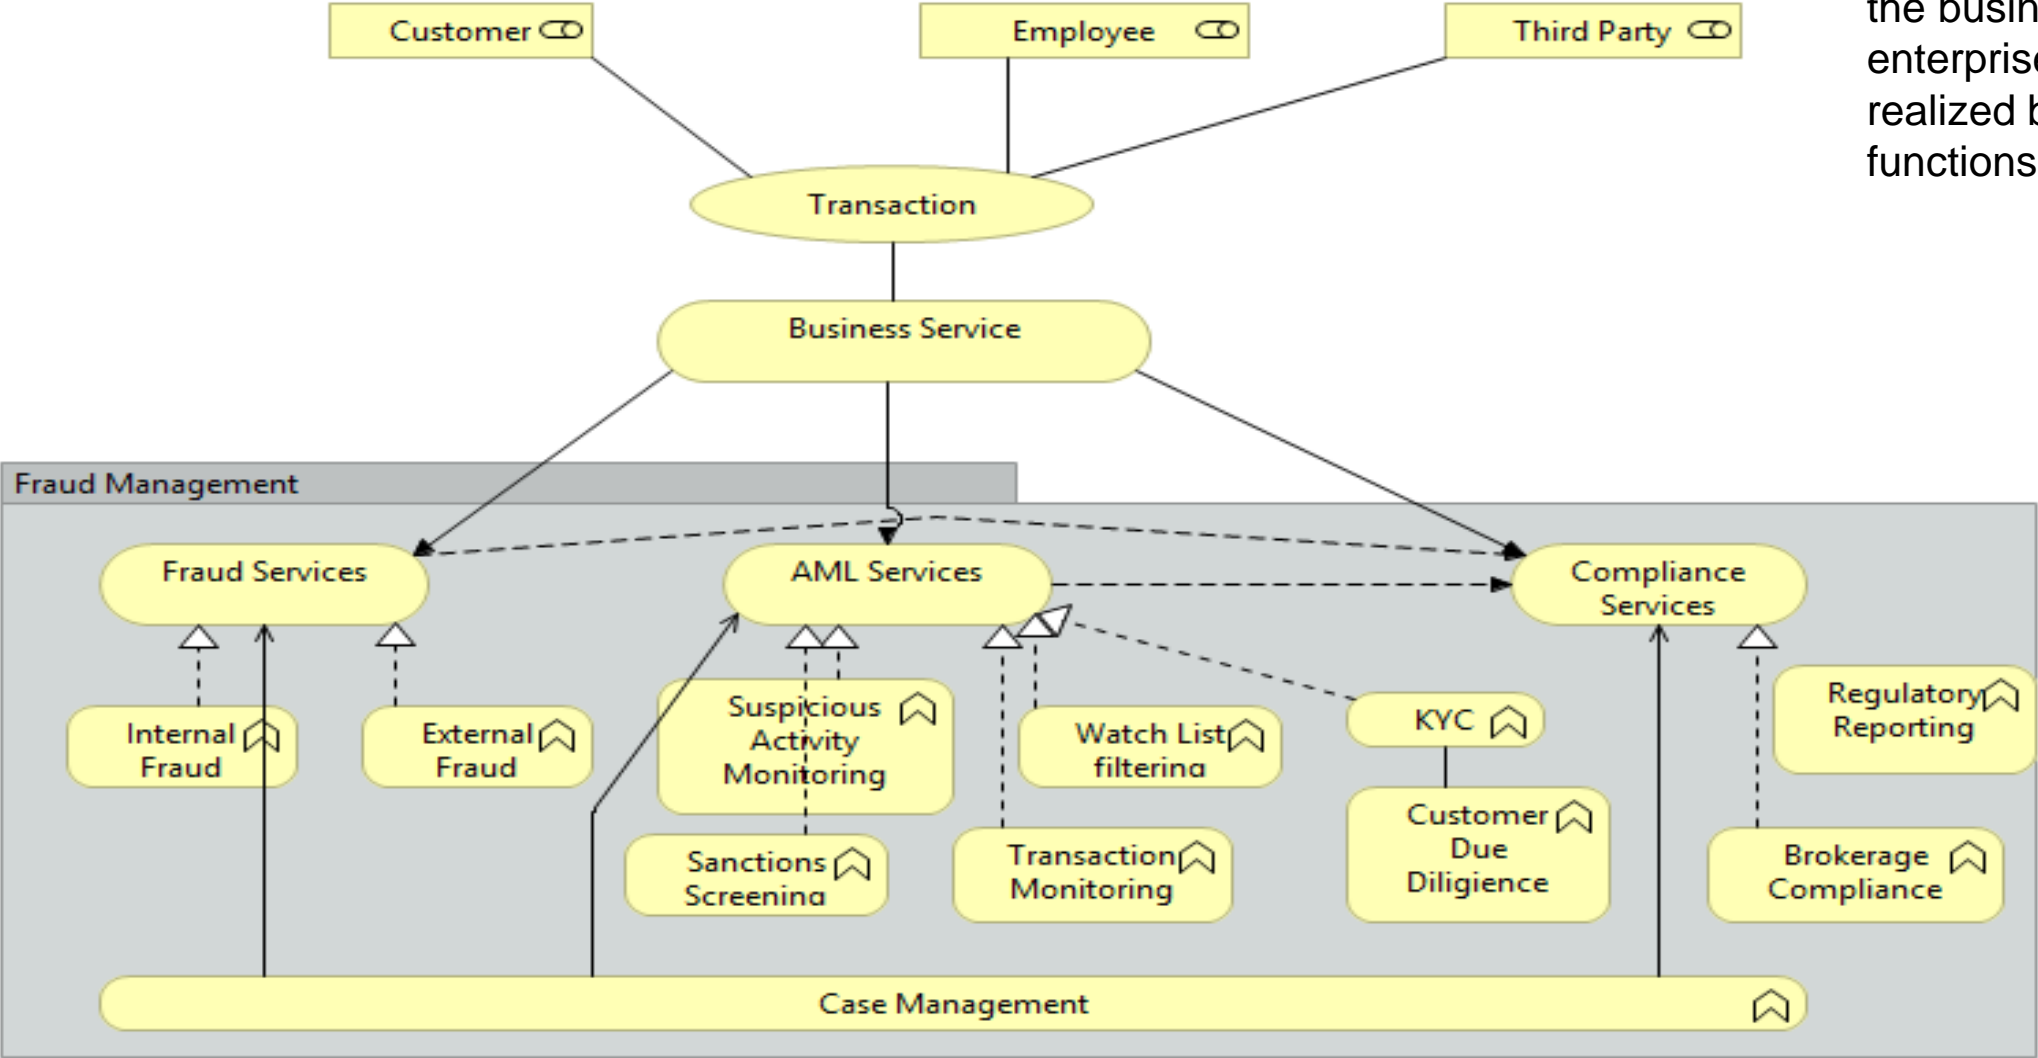 Customer
Employee
Third Party
enterprise
realized
functions
Transaction
Business Service
Fraud Management
Fraud Services
AML Services
Compliance
Services
Internal
Fraud
External
Fraud
Suspicious
Activity
Monitoring
Watch List
filtering
KYC
Regulatory
Reporting
Sanctions
Screening
Transaction
Monitoring
Customer
Due
Diligience
Brokerage
Compliance
Case Management
the